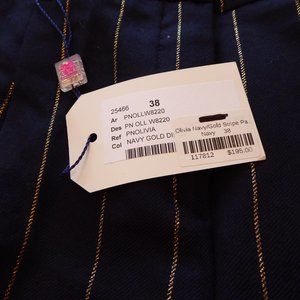 25466 38
Ar PNOLLW8220
Des PN OLL W8220
Ref PNOLIVIA
Col NAVY GOLD DI
Olivia Navy/Gold Stripe Pa
Navy 38
117812 $195.00